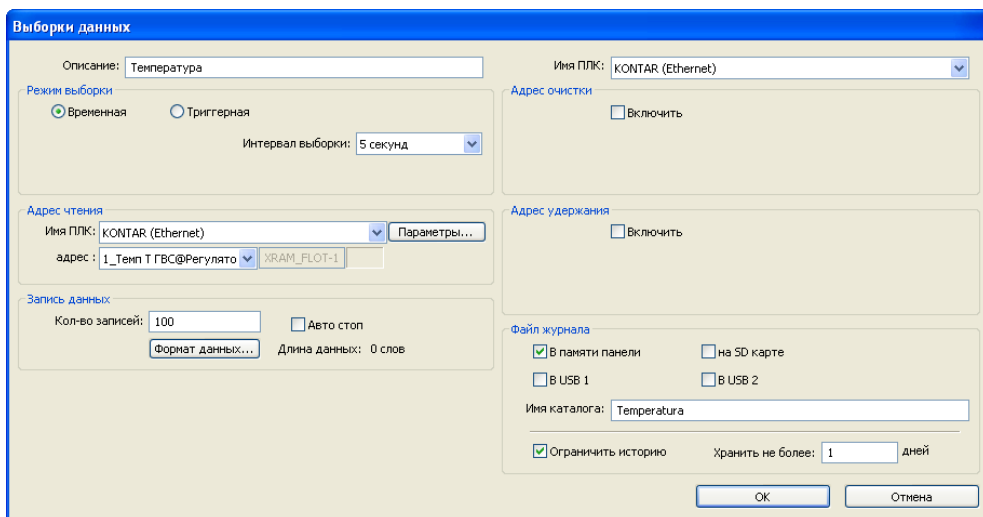 Выборки данных
Описание: Температура
Имя ПЛК: KONTAR (Ethernet)
Режим выборки
Временная Триггерная
Интервал выборки: 5 секунд
Адрес очистки
Включить
Адрес чтения
Имя ПЛК: KONTAR (Ethernet) Параметры...
адрес : 1_Темп Т ГВС@Регулято XRAM_FLOT-1
Адрес удержания
Включить
Запись данных
Кол-во записей: 100 Авто стоп
Формат данных... Длина данных: 0 слов
Файл журнала
В памяти панели на SD карте
В USB 1 В USB 2
Имя каталога: Temperatura
Ограничить историю Хранить не более: 1 дней
OK Отмена